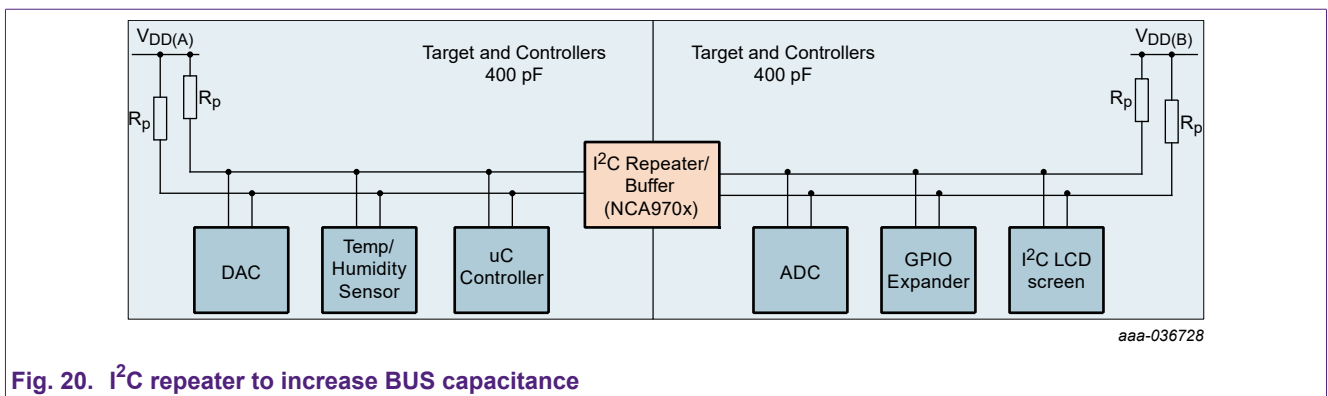 VDD(A)
Target and Controllers
400 pF
Target and Controllers
400 pF
VDD(B)
Rp
Rp
Rp
Rp
I2C Repeater/
Buffer
(NCA970x)
DAC
Temp/
Humidity
Sensor
uC
Controller
ADC
GPIO
Expander
I2C LCD
screen
aaa-036728
Fig. 20. I2C repeater to increase BUS capacitance